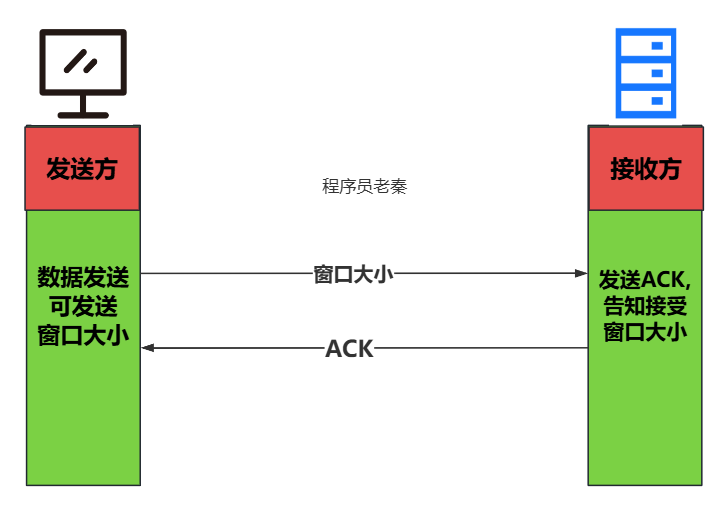 发送方
接收方
程序员老秦
数据发送
可发送
窗口大小
窗口大小
发送ACK,
告知接受
窗口大小
ACK